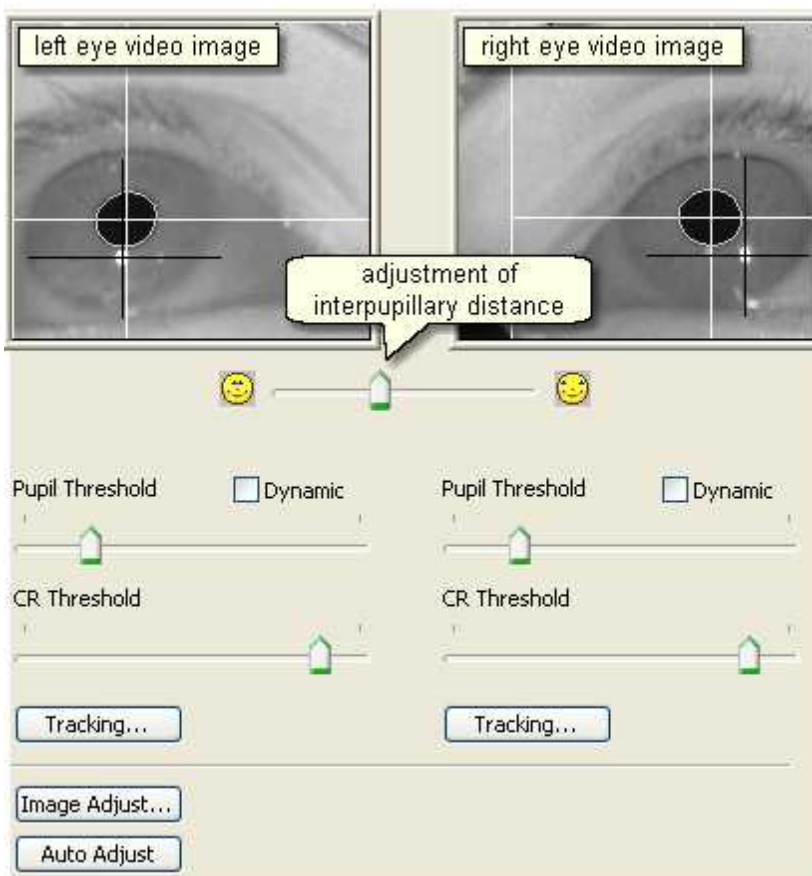 left eye video image
right eye video image
adjustment of
interpupillary distance
Pupil Threshold
Dynamic
Pupil Threshold
Dynamic
CR Threshold
CR Threshold
Tracking...
Tracking...
Image Adjust...
Auto Adjust